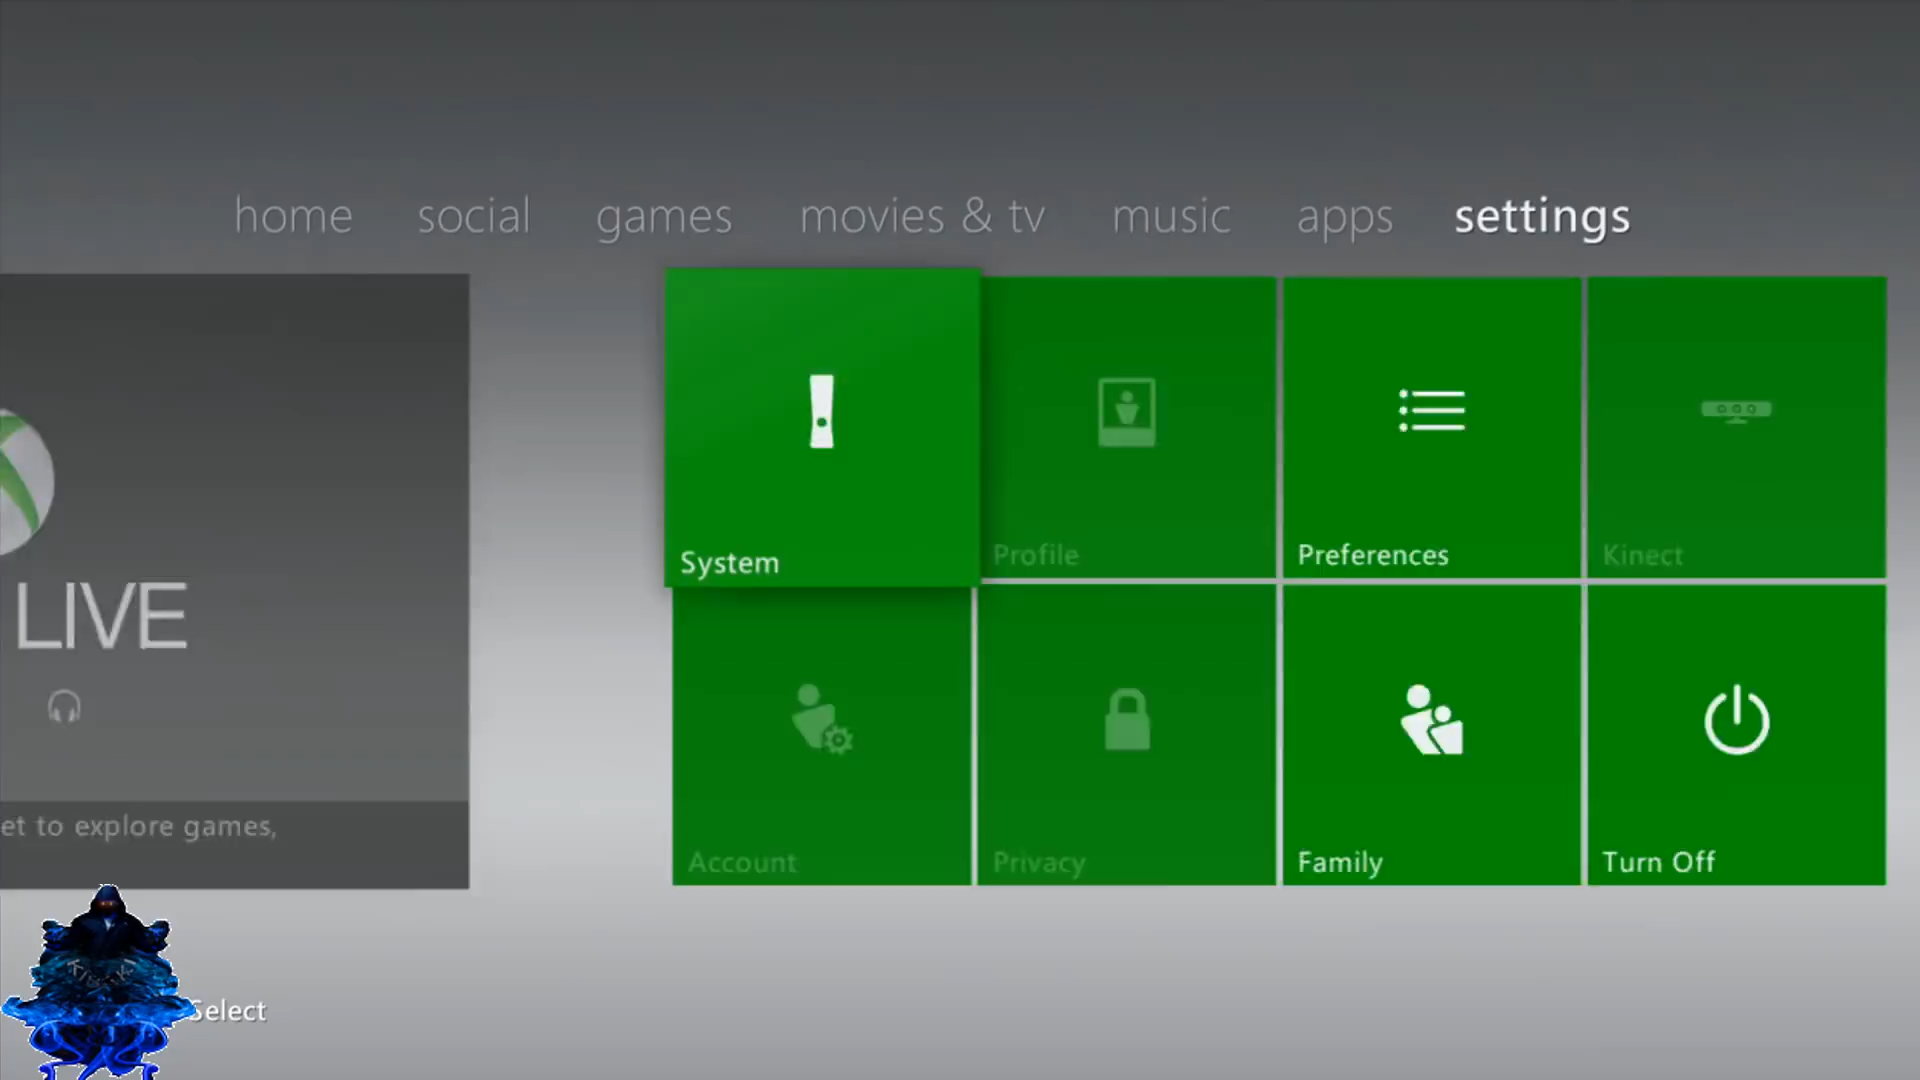 home social games movies & tv music apps settings
LIVE
et to explore games,
System
Profile
Preferences
Kinect
Account
Privacy
Family
Turn Off
Select